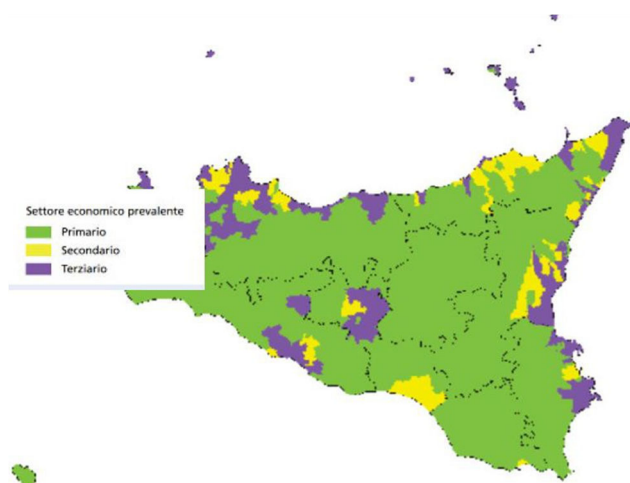 Settore economico prevalente
Primario
Secondario
Terziario